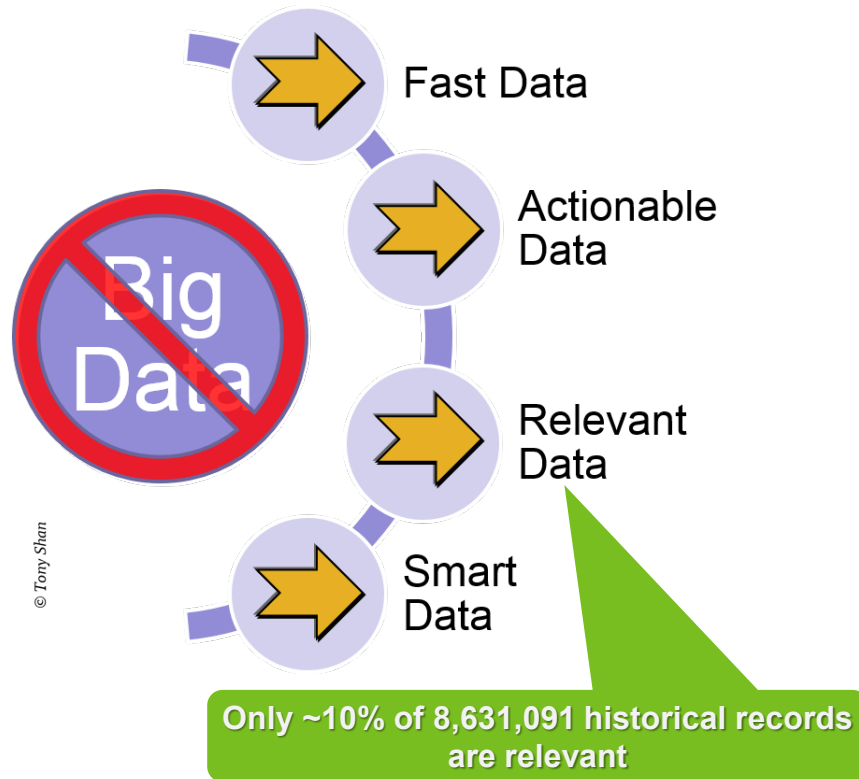 Fast Data
Actionable
Data
Big
Data
Relevant
Data
© Tony Shan
Smart
Data
Only ~10% of 8,631,091 historical records
are relevant